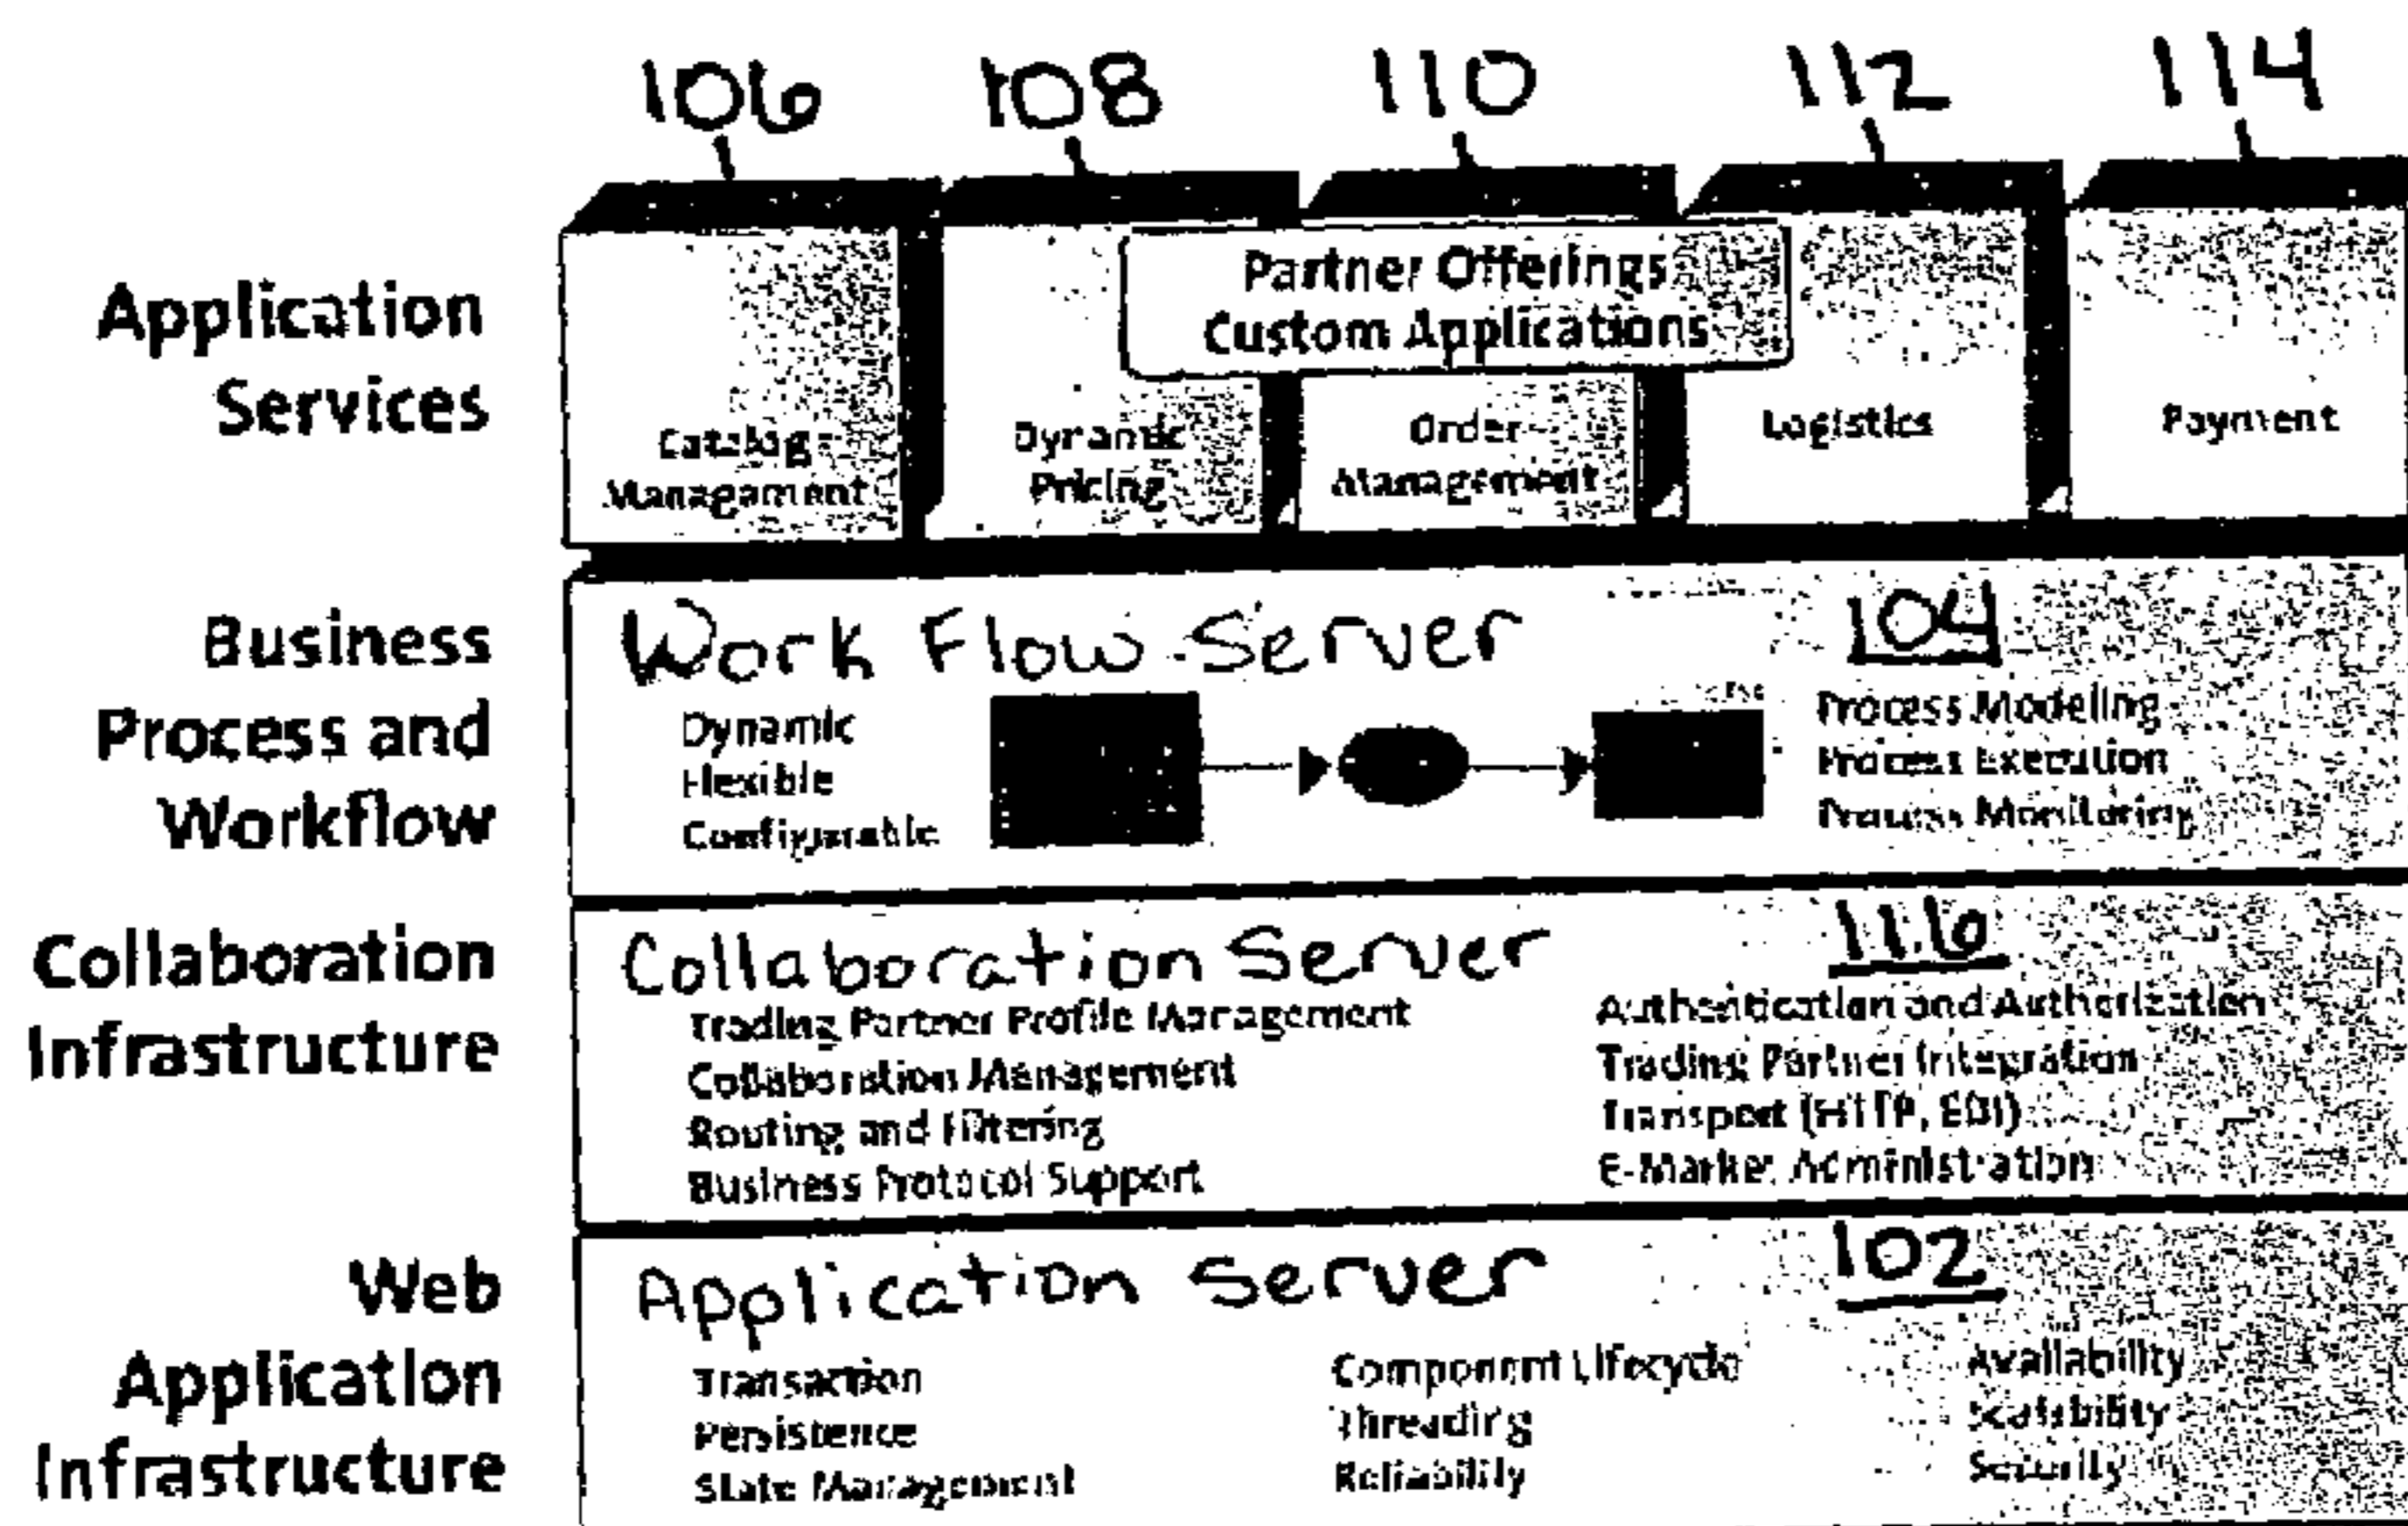 106 108 110 112 114
Application
Services
Partner Offerings
Custom Applications
Catalog
Management
Dynamic
Pricing
Order
Management
Logistics
Payment
Business
Process and
Workflow
Work Flow Server
104
Dynamic
Flexible
Configurable
Process Modeling
Process Execution
Process Monitoring
Collaboration
Infrastructure
Collaboration Server
116
Trading Partner Profile Management
Collaboration Management
Routing and Filtering
Business Protocol Support
Authentication and Authorization
Trading Partner Integration
Transport (HTTP, EDI)
E-Market Administration
Web
Application
Infrastructure
Application Server
102
Transaction
Persistence
State Management
Component Lifecycle
Threading
Reliability
Availability
Scalability
Security